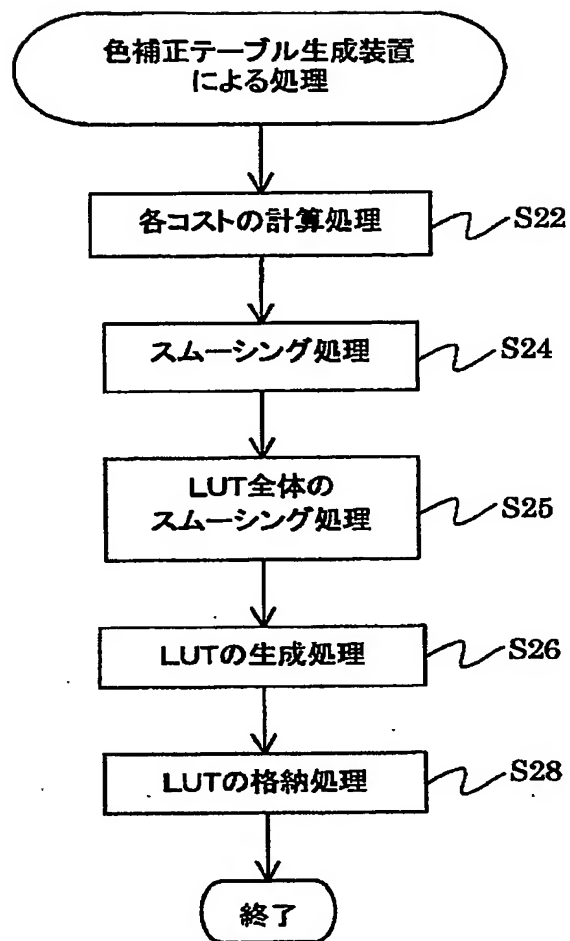 色補正テーブル生成装置
による処理
各コストの計算処理
S22
スムーシング処理
S24
LUT全体の
スムーシング処理
S25
LUTの生成処理
S26
LUTの格納処理
S28
終了